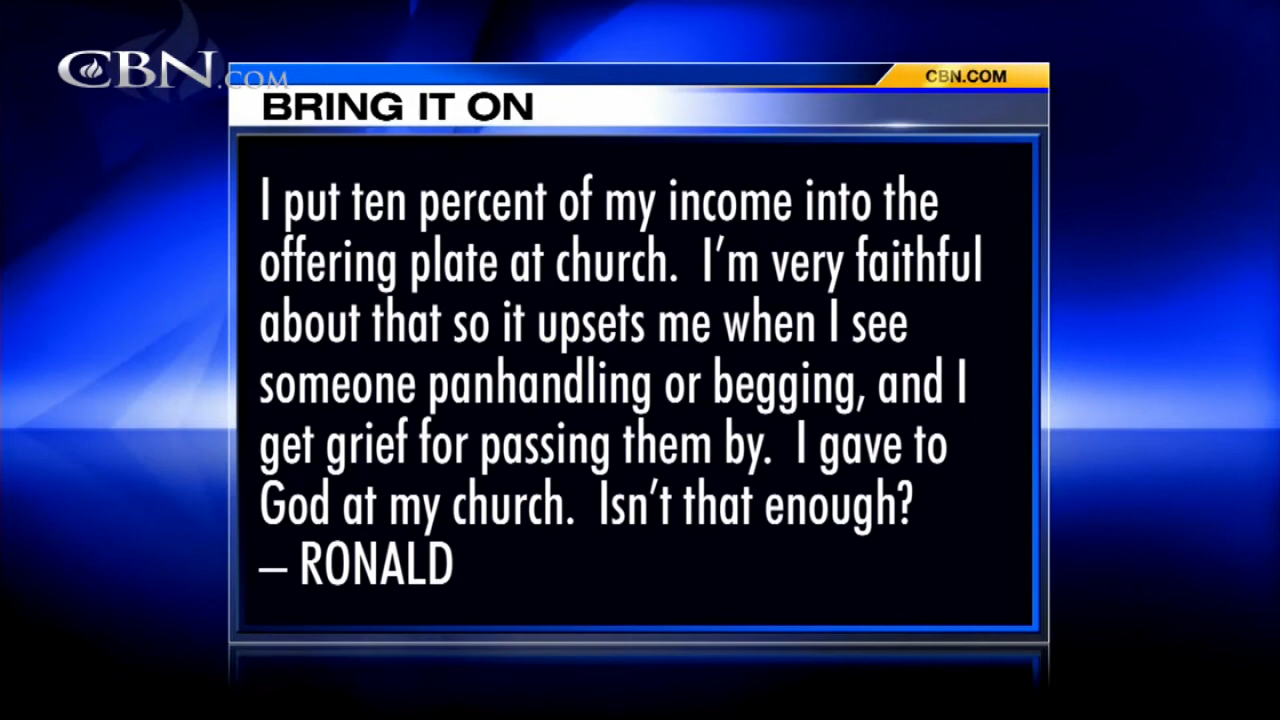 CBN.COM
CBN.COM
BRING IT ON
I put ten percent of my income into the
offering plate at church.  I'm very faithful
about that so it upsets me when I see
someone panhandling or begging, and I
get grief for passing them by.  I gave to
God at my church.  Isn't that enough?
– RONALD